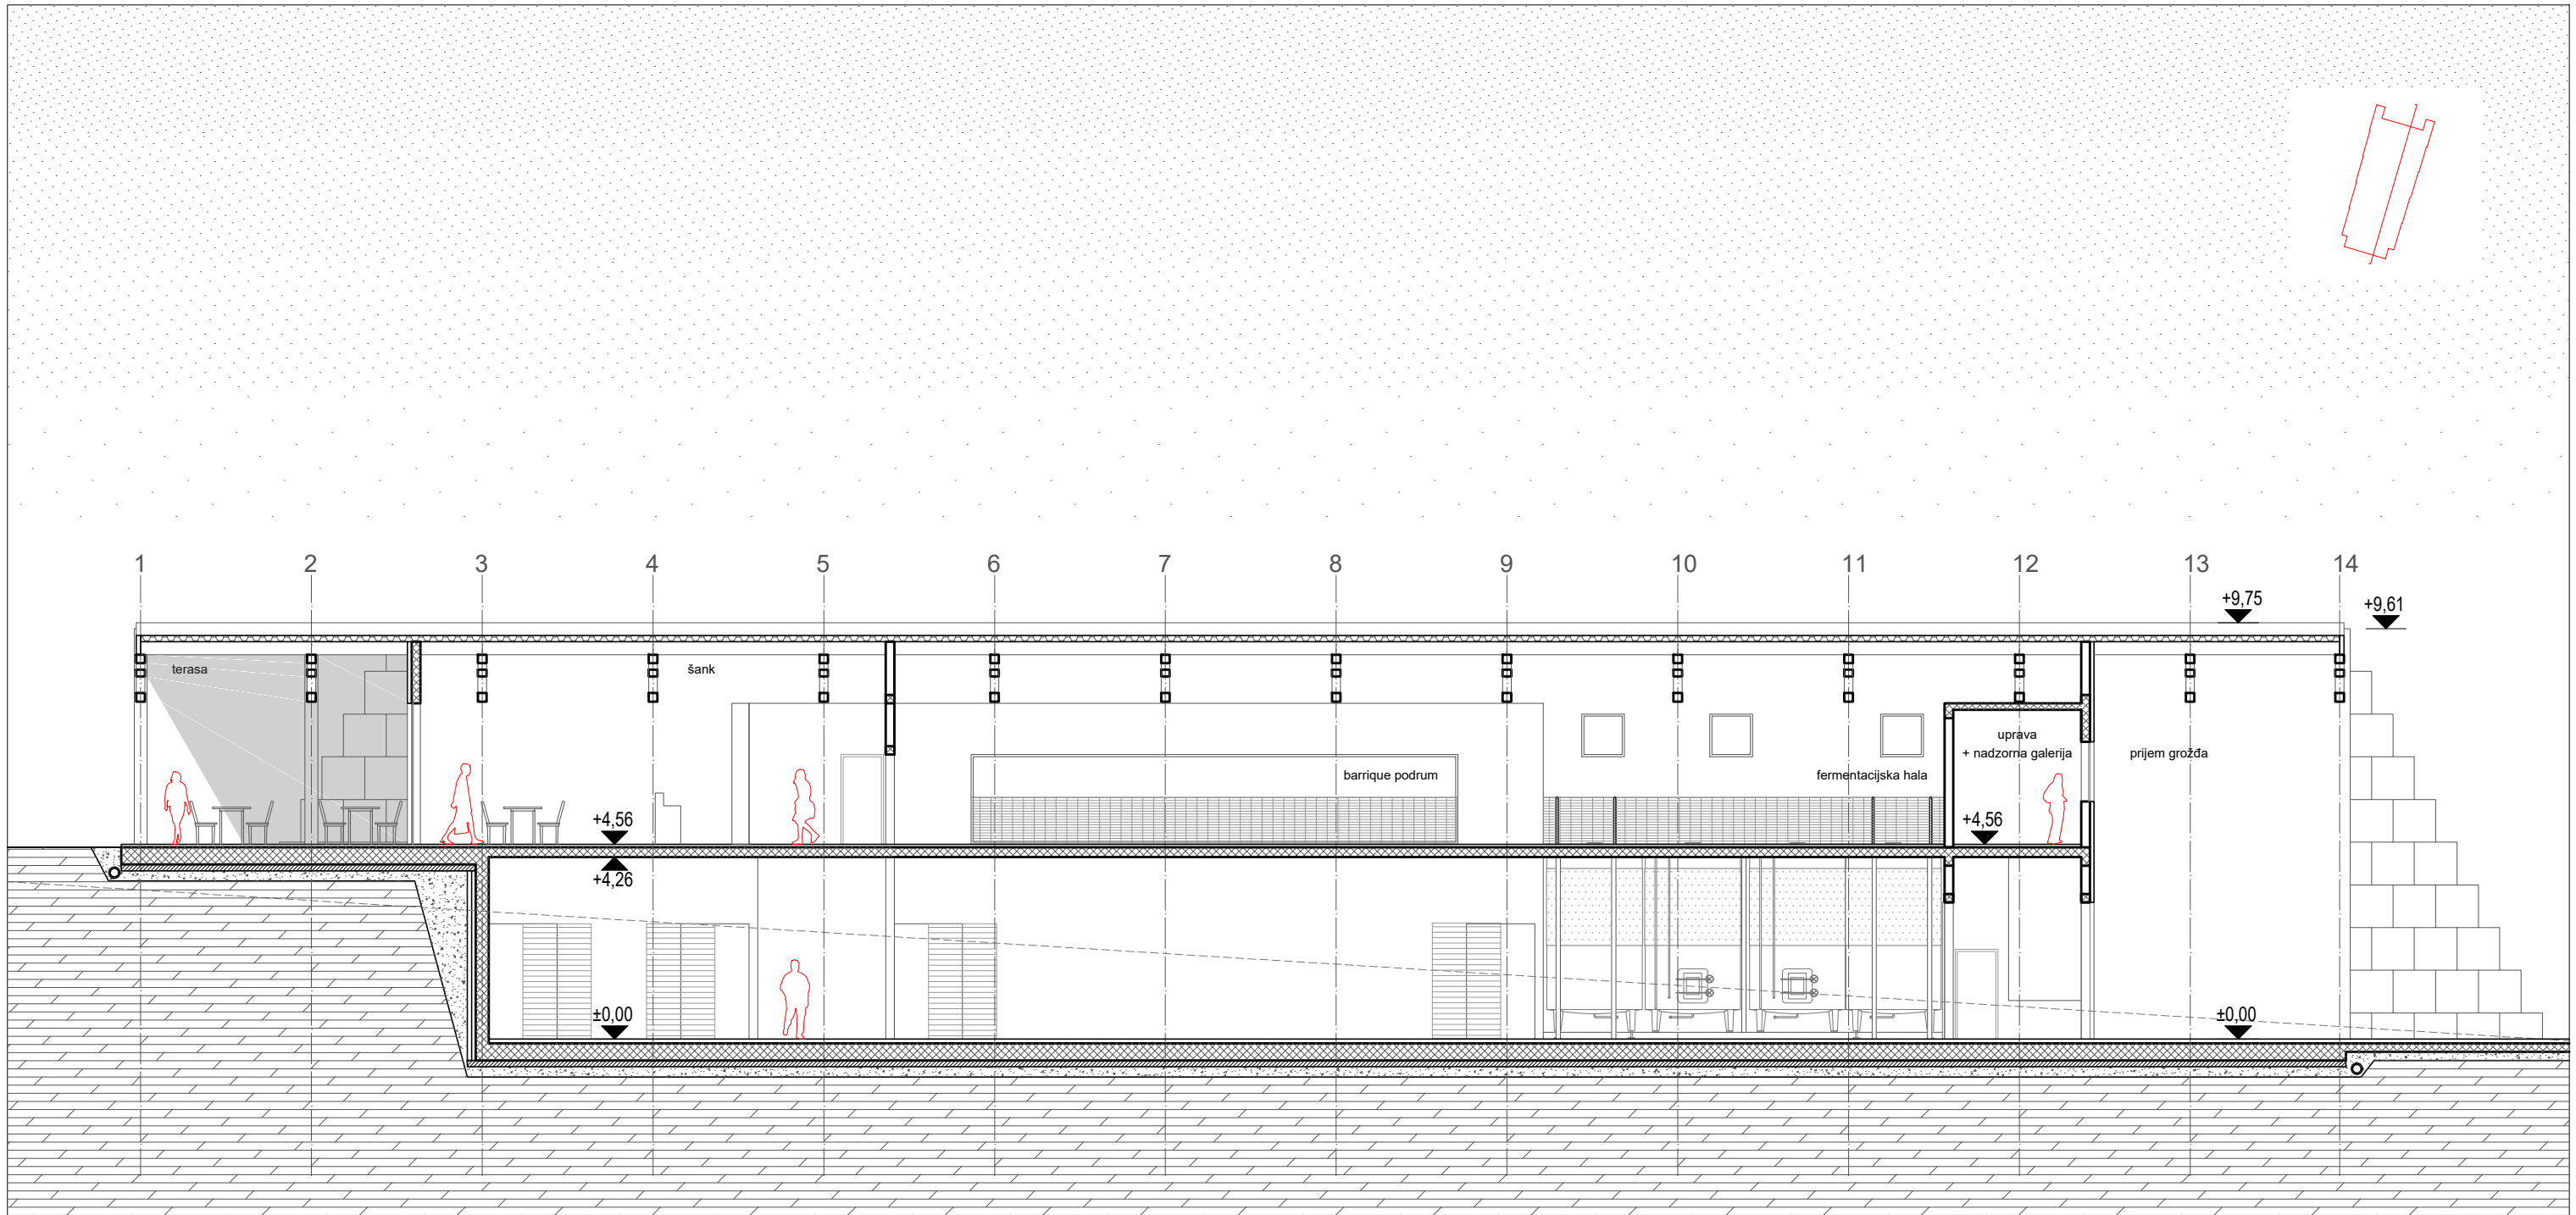 1 2 3 4 5 6 7 8 9 10 11 12 13 14
+9,75
+9,61
terasa
šank
uprava
+ nadzorna galerija
prijem grožđa
barrique podrum
fermentacijska hala
+4,56
+4,56
+4,26
±0,00
±0,00